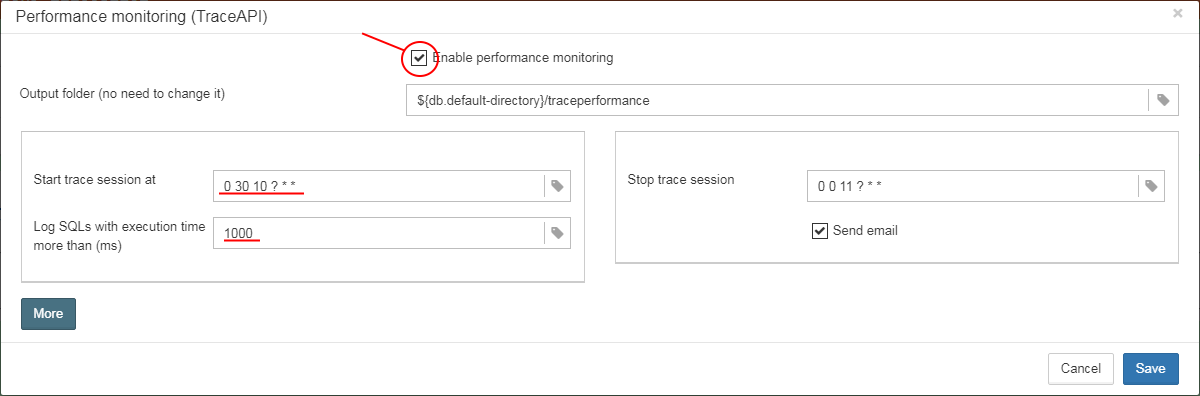 Performance monitoring (TraceAPI)
×
Enable performance monitoring
Output folder (no need to change it)
${db.default-directory}/traceperformance
Start trace session at
0 30 10 ? * *
Log SQLs with execution time
more than (ms)
1000
Stop trace session
0 0 11 ? * *
Send email
More
Cancel
Save